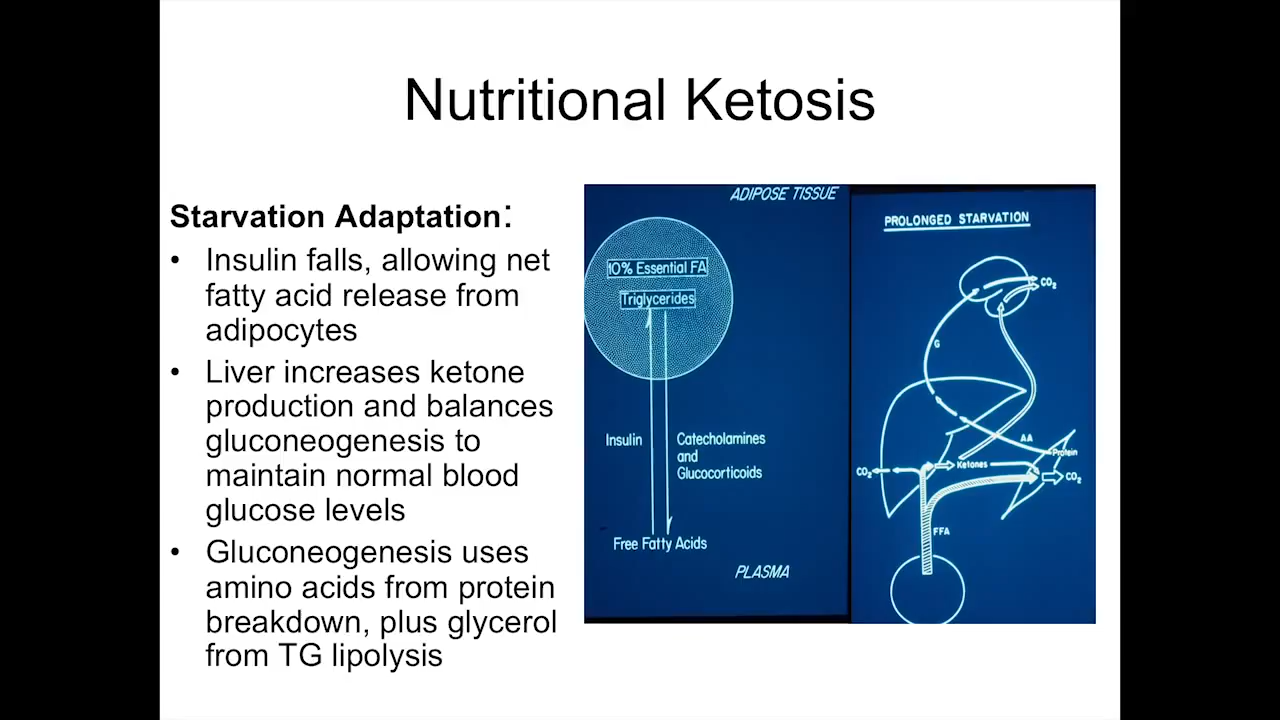 Nutritional Ketosis
Starvation Adaptation:
• Insulin falls, allowing net
fatty acid release from
adipocytes
• Liver increases ketone
production and balances
gluconeogenesis to
maintain normal blood
glucose levels
• Gluconeogenesis uses
amino acids from protein
breakdown, plus glycerol
from TG lipolysis
ADIPOSE TISSUE
10% Essential FA
Triglycerides
Insulin
Catecholamines
and
Glucocorticoids
Free Fatty Acids
PLASMA
PROLONGED STARVATION
CO₂
G
AA
Protein
CO₂
Ketones
CO₂
FFA